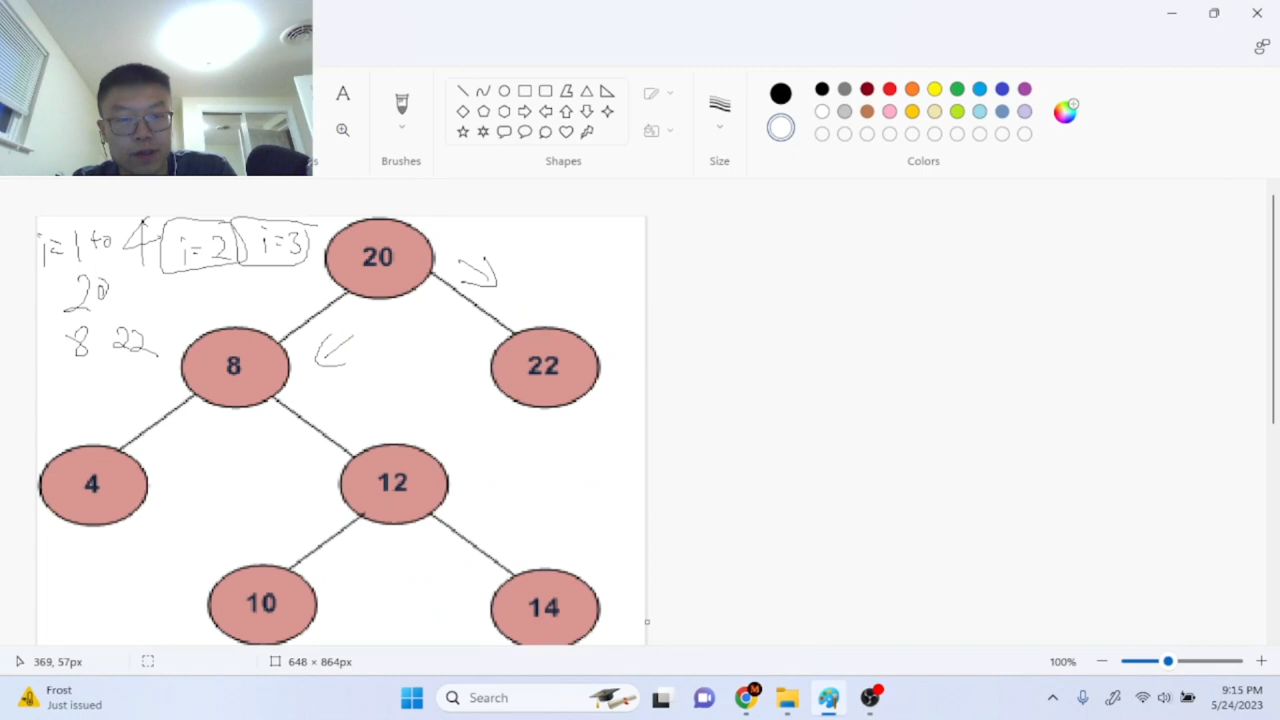 A
s
Brushes
Shapes
Size
Colors
i=1 to 4 i=2 i=3
20
8 22
20
8
22
4
12
10
14
369, 57px
648 × 864px
100%
Frost
Just issued
Search
M
9:15 PM
5/24/2023